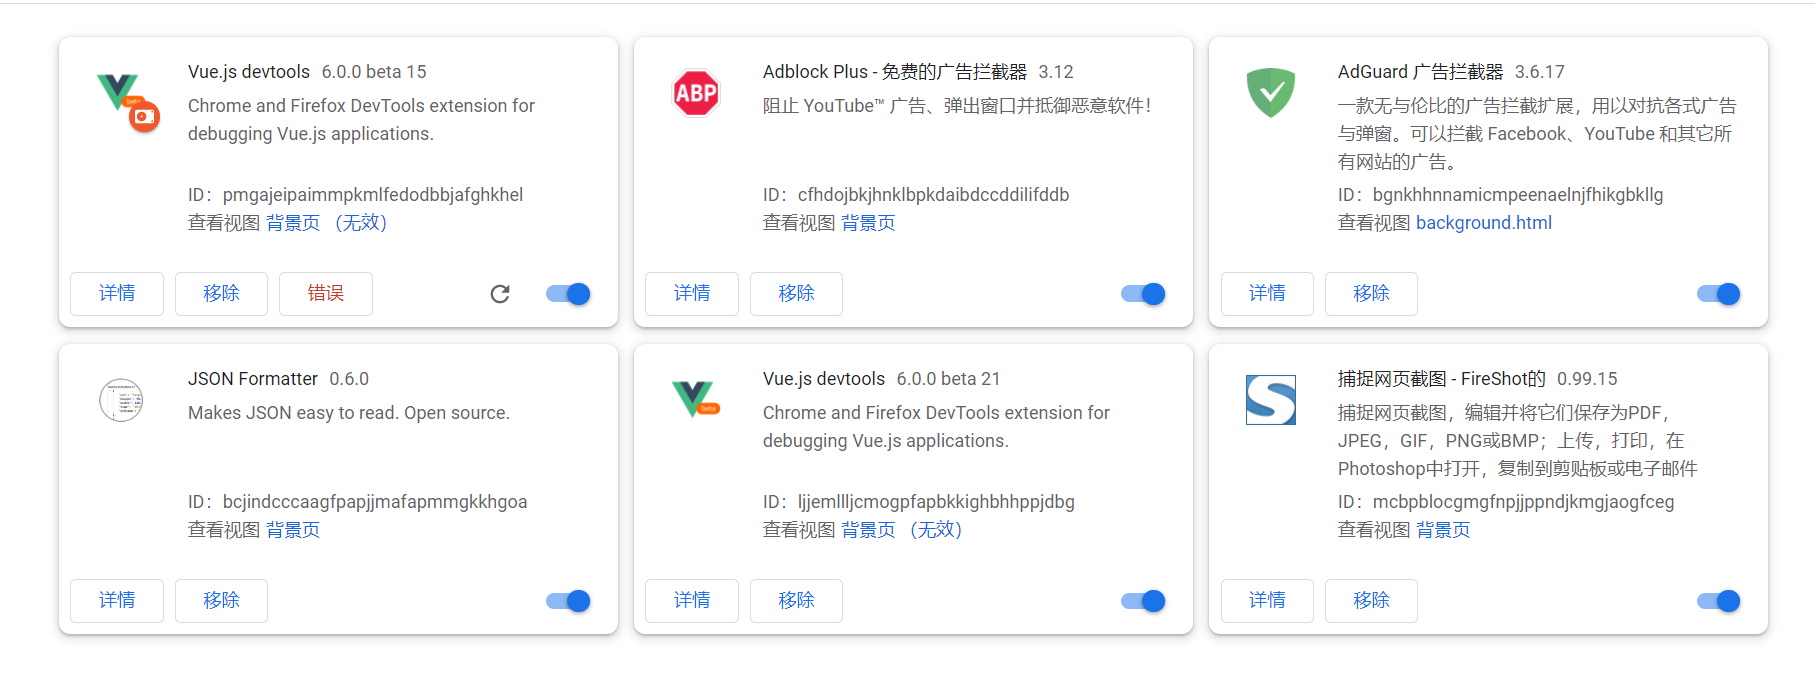 Vue.js devtools 6.0.0 beta 15
Chrome and Firefox DevTools extension for
debugging Vue.js applications.
ID：pmgajeipaimmpkmlfedodbbjafghkhel
查看视图 背景页 （无效）
详情 移除 错误
ABP
Adblock Plus - 免费的广告拦截器 3.12
阻止 YouTube™ 广告、弹出窗口并抵御恶意软件！
ID：cfhdojbkjhnklbpkdaibdccddilifddb
查看视图 背景页
详情 移除
AdGuard 广告拦截器 3.6.17
一款无与伦比的广告拦截扩展，用以对抗各式广告
与弹窗。可以拦截 Facebook、YouTube 和其它所
有网站的广告。
ID：bgnkhhnnamicmpeenaelnjfhikgbkllg
查看视图 background.html
详情 移除
JSON Formatter 0.6.0
Makes JSON easy to read. Open source.
ID：bcjindcccaagfpapjjmafapmmgkkhgoa
查看视图 背景页
详情 移除
beta
Vue.js devtools 6.0.0 beta 21
Chrome and Firefox DevTools extension for
debugging Vue.js applications.
ID：ljjemllljcmogpfapbkkighbhhppjdbg
查看视图 背景页 （无效）
详情 移除
捕捉网页截图 - FireShot的 0.99.15
捕捉网页截图，编辑并将它们保存为PDF，
JPEG，GIF，PNG或BMP；上传，打印，在
Photoshop中打开，复制到剪贴板或电子邮件
ID：mcbpblocgmgfnpjjppndjkmgjaogfceg
查看视图 背景页
详情 移除